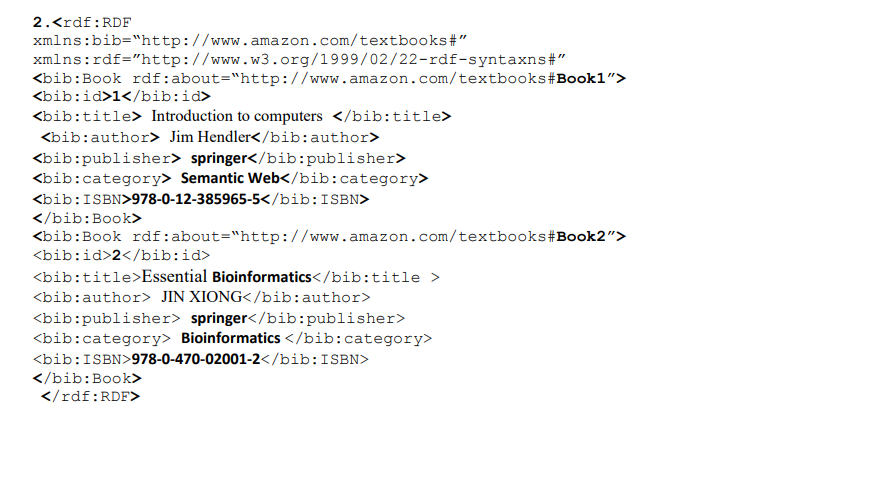 2.<rdf:RDF
xmlns:bib=“http://www.amazon.com/textbooks#”
xmlns:rdf=”http://www.w3.org/1999/02/22-rdf-syntaxns#”
<bib:Book rdf:about=“http://www.amazon.com/textbooks#Book1”>
<bib:id>1</bib:id>
<bib:title> Introduction to computers </bib:title>
<bib:author> Jim Hendler</bib:author>
<bib:publisher> springer</bib:publisher>
<bib:category> Semantic Web</bib:category>
<bib:ISBN>978-0-12-385965-5</bib:ISBN>
</bib:Book>
<bib:Book rdf:about=“http://www.amazon.com/textbooks#Book2”>
<bib:id>2</bib:id>
<bib:title>Essential Bioinformatics</bib:title >
<bib:author> JIN XIONG</bib:author>
<bib:publisher> springer</bib:publisher>
<bib:category> Bioinformatics </bib:category>
<bib:ISBN>978-0-470-02001-2</bib:ISBN>
</bib:Book>
</rdf:RDF>